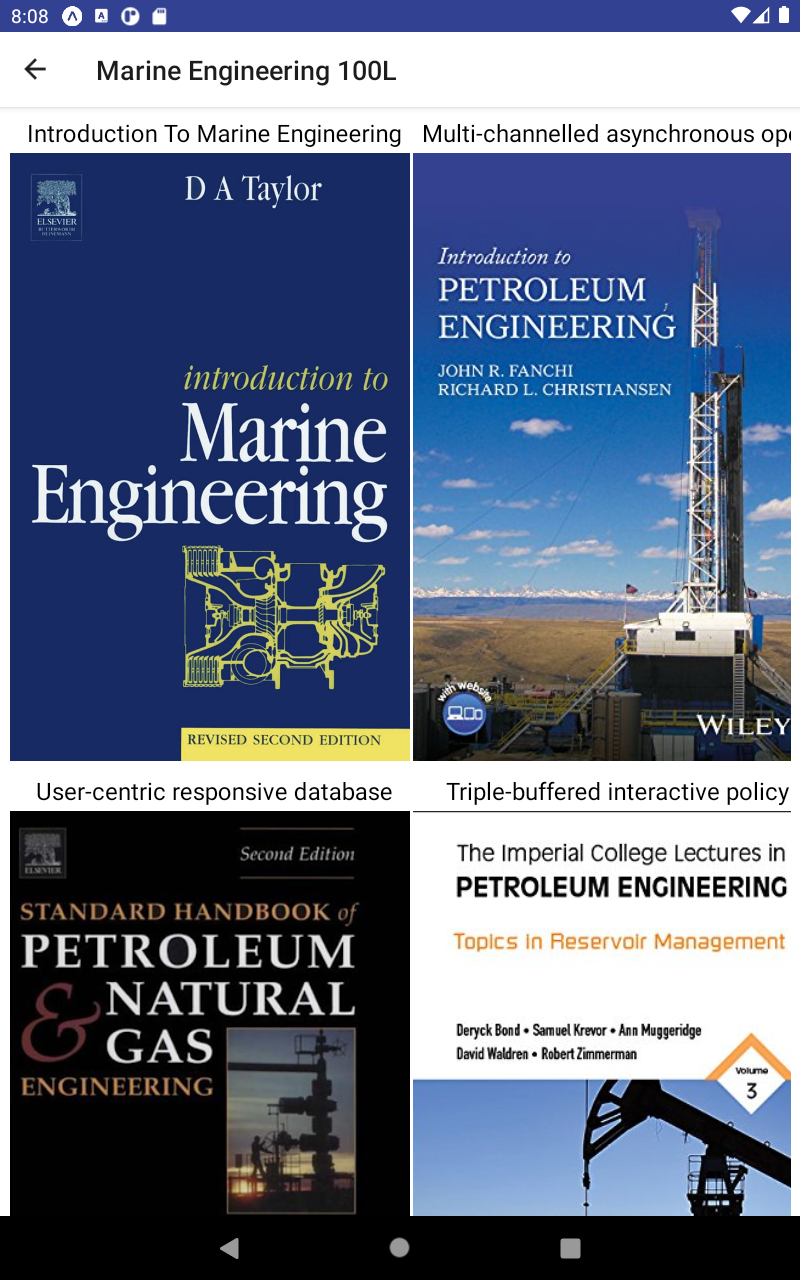 8:08
Marine Engineering 100L
Introduction To Marine Engineering
Multi-channelled asynchronous op
D A Taylor
ELSEVIER
introduction to
Marine
Engineering
REVISED SECOND EDITION
Introduction to
PETROLEUM
ENGINEERING
JOHN R. FANCHI
RICHARD L. CHRISTIANSEN
with website
WILEY
User-centric responsive database
Triple-buffered interactive policy
ELSEVIER
Second Edition
STANDARD HANDBOOK of
PETROLEUM
& NATURAL
GAS
ENGINEERING
The Imperial College Lectures in
PETROLEUM ENGINEERING
Topics in Reservoir Management
Deryck Bond • Samuel Krevor • Ann Muggeridge
David Waldren • Robert Zimmerman
Volume
3